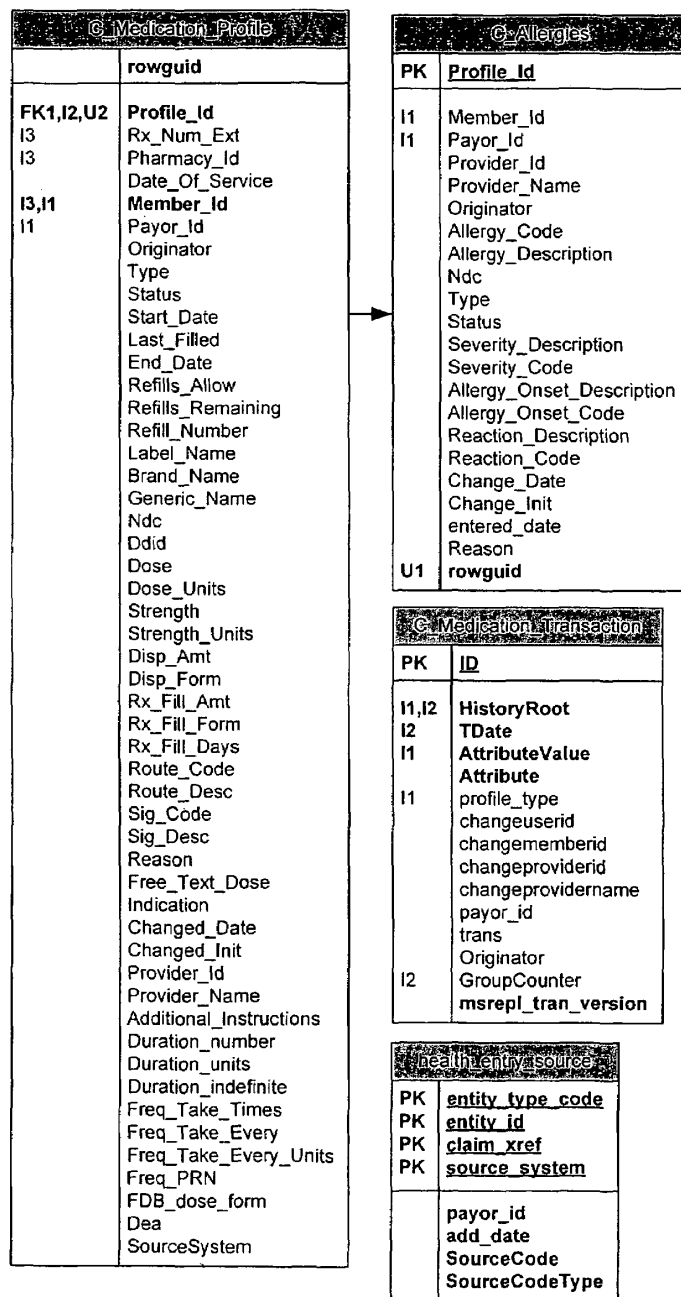 C_Medication_Profile
rowguid
FK1,I2,U2 Profile_Id
I3 Rx_Num_Ext
I3 Pharmacy_Id
Date_Of_Service
I3,I1 Member_Id
I1 Payor_Id
Originator
Type
Status
Start_Date
Last_Filled
End_Date
Refills_Allow
Refills_Remaining
Refill_Number
Label_Name
Brand_Name
Generic_Name
Ndc
Ddid
Dose
Dose_Units
Strength
Strength_Units
Disp_Amt
Disp_Form
Rx_Fill_Amt
Rx_Fill_Form
Rx_Fill_Days
Route_Code
Route_Desc
Sig_Code
Sig_Desc
Reason
Free_Text_Dose
Indication
Changed_Date
Changed_Init
Provider_Id
Provider_Name
Additional_Instructions
Duration_number
Duration_units
Duration_indefinite
Freq_Take_Times
Freq_Take_Every
Freq_Take_Every_Units
Freq_PRN
FDB_dose_form
Dea
SourceSystem
C_Allergies
PK Profile_Id
I1 Member_Id
I1 Payor_Id
Provider_Id
Provider_Name
Originator
Allergy_Code
Allergy_Description
Ndc
Type
Status
Severity_Description
Severity_Code
Allergy_Onset_Description
Allergy_Onset_Code
Reaction_Description
Reaction_Code
Change_Date
Change_Init
entered_date
Reason
U1 rowguid
C_Medication_Transaction
PK ID
I1,I2 HistoryRoot
I2 TDate
I1 AttributeValue
Attribute
I1 profile_type
changeuserid
changememberid
changeproviderid
changeprovidername
payor_id
trans
Originator
I2 GroupCounter
msrepl_tran_version
health_entry_source
PK entity_type_code
PK entity_id
PK claim_xref
PK source_system
payor_id
add_date
SourceCode
SourceCodeType